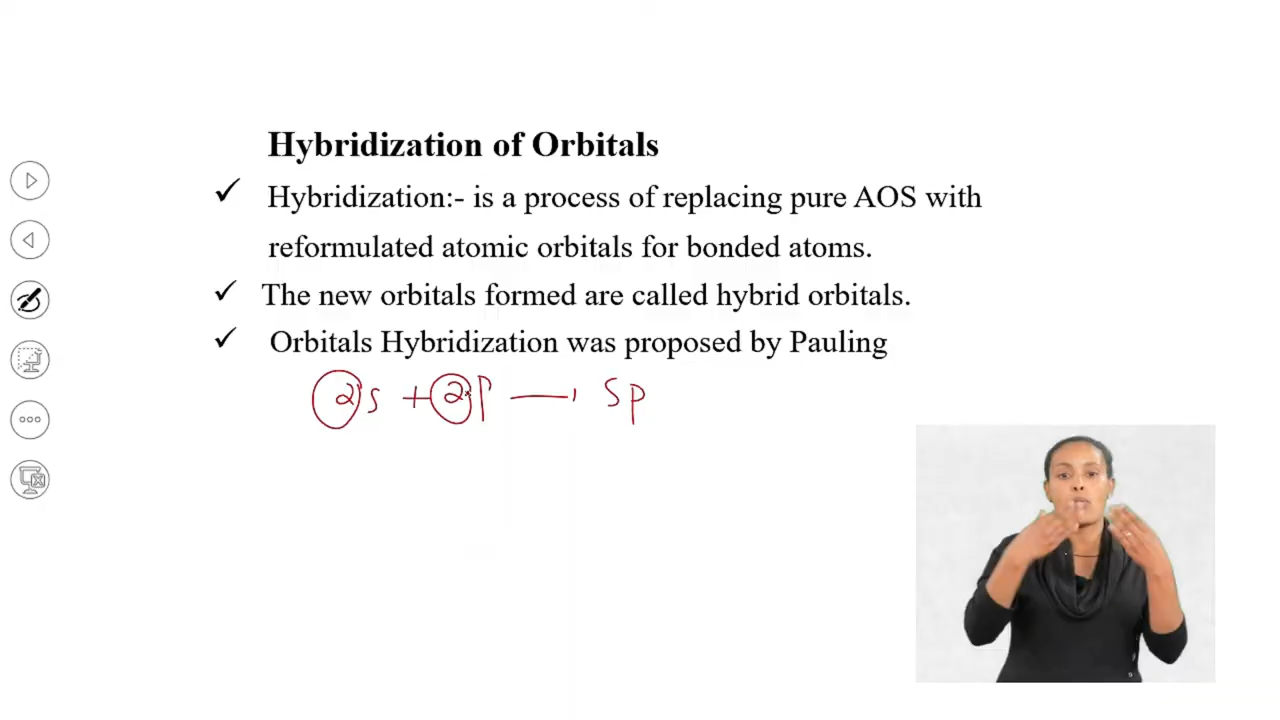 Hybridization of Orbitals
✓ Hybridization:- is a process of replacing pure AOS with
reformulated atomic orbitals for bonded atoms.
✓ The new orbitals formed are called hybrid orbitals.
✓ Orbitals Hybridization was proposed by Pauling
2s + 2p → sp